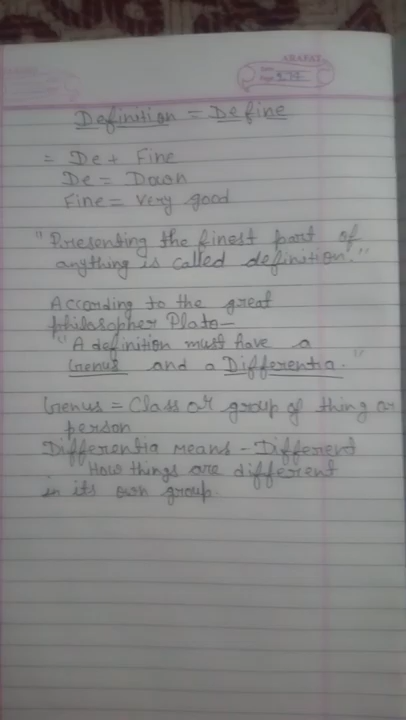 ARAFAT
Definition = Define
= De + Fine
De = Down
Fine = Very good
"Presenting the finest part of
anything is called definition."
According to the great
philosopher Plato—
"A definition must have a
Genus and a Differentia."
Genus = Class or group of thing or
person
Differentia means - Different
How things are different
in its own group.